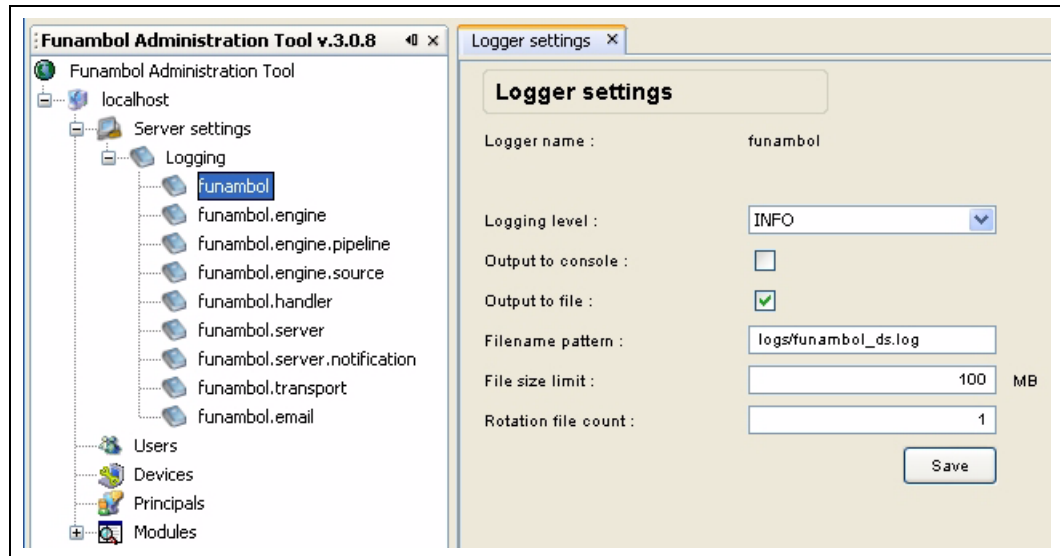 Funambol Administration Tool v.3.0.8
Funambol Administration Tool
localhost
Server settings
Logging
funambol
funambol.engine
funambol.engine.pipeline
funambol.engine.source
funambol.handler
funambol.server
funambol.server.notification
funambol.transport
funambol.email
Users
Devices
Principals
Modules
Logger settings
Logger settings
Logger name : funambol
Logging level : INFO
Output to console :
Output to file :
Filename pattern : logs/funambol_ds.log
File size limit : 100 MB
Rotation file count : 1
Save